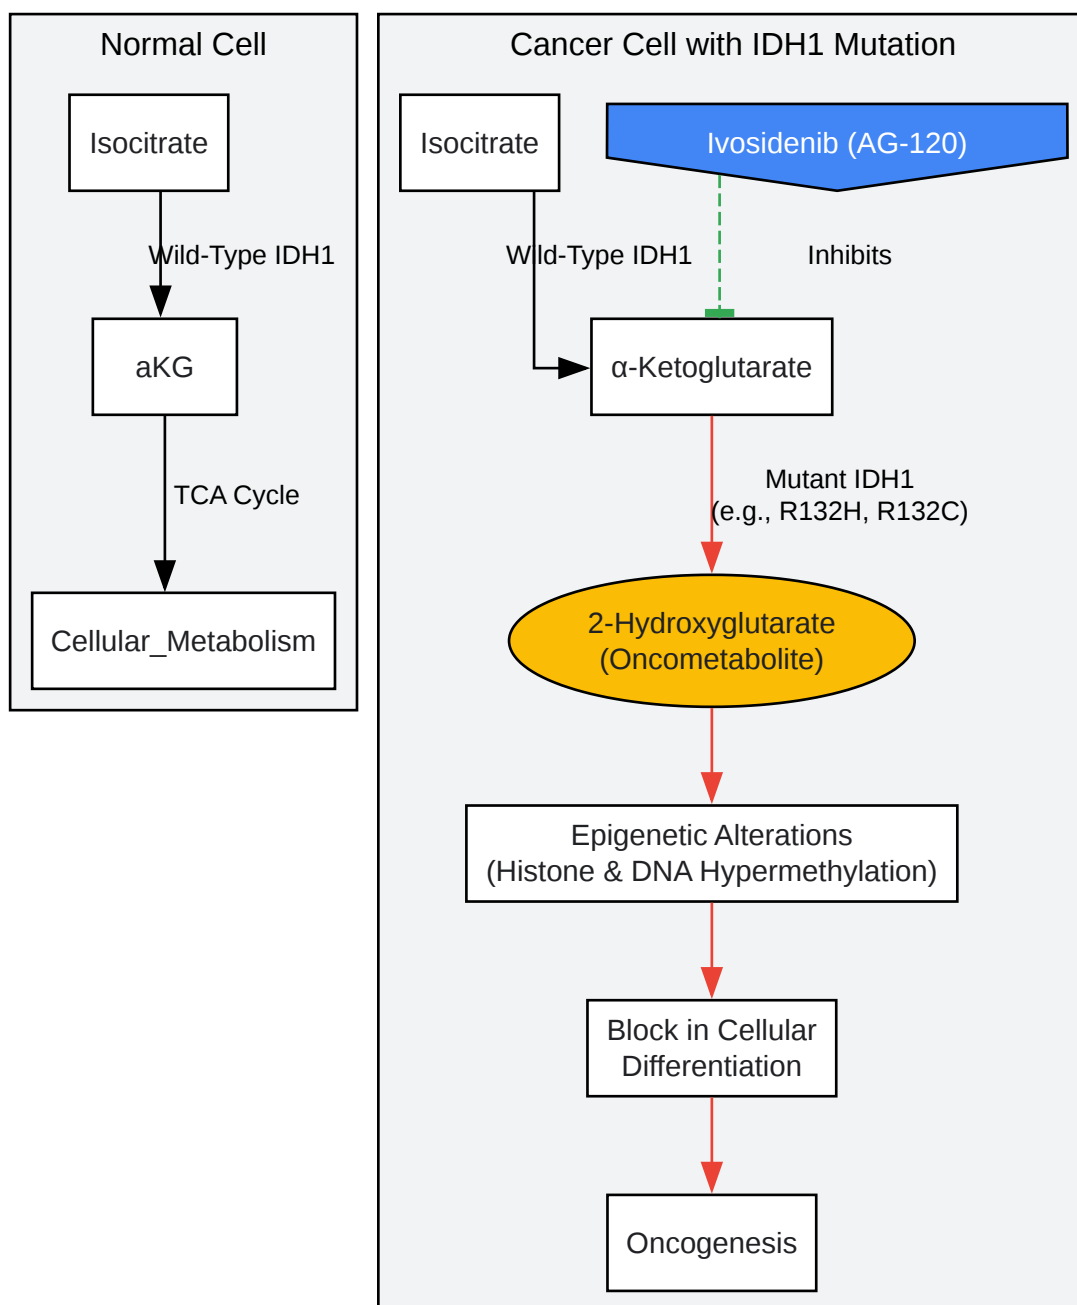 Normal Cell
Isocitrate
Wild-Type IDH1
aKG
TCA Cycle
Cellular_Metabolism
Cancer Cell with IDH1 Mutation
Isocitrate
Ivosidenib (AG-120)
Wild-Type IDH1
Inhibits
α-Ketoglutarate
Mutant IDH1
(e.g., R132H, R132C)
2-Hydroxyglutarate
(Oncometabolite)
Epigenetic Alterations
(Histone & DNA Hypermethylation)
Block in Cellular
Differentiation
Oncogenesis